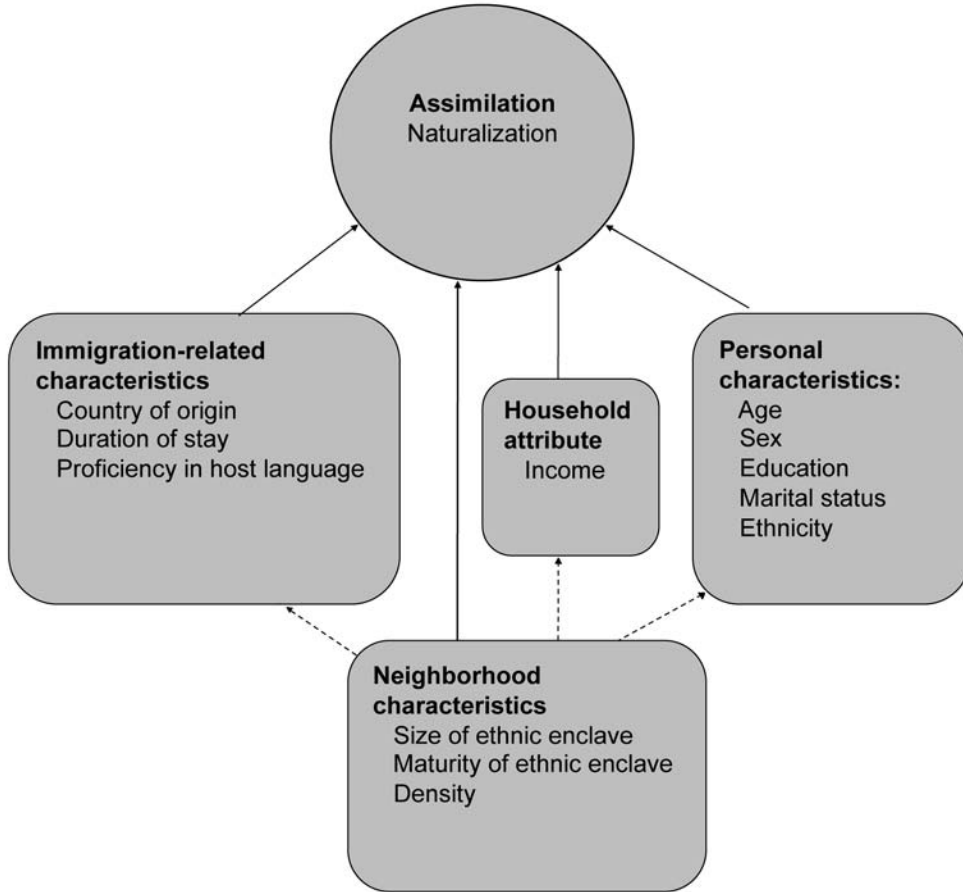 Assimilation
Naturalization
Immigration-related
characteristics
Country of origin
Duration of stay
Proficiency in host language
Household
attribute
Income
Personal
characteristics:
Age
Sex
Education
Marital status
Ethnicity
Neighborhood
characteristics
Size of ethnic enclave
Maturity of ethnic enclave
Density